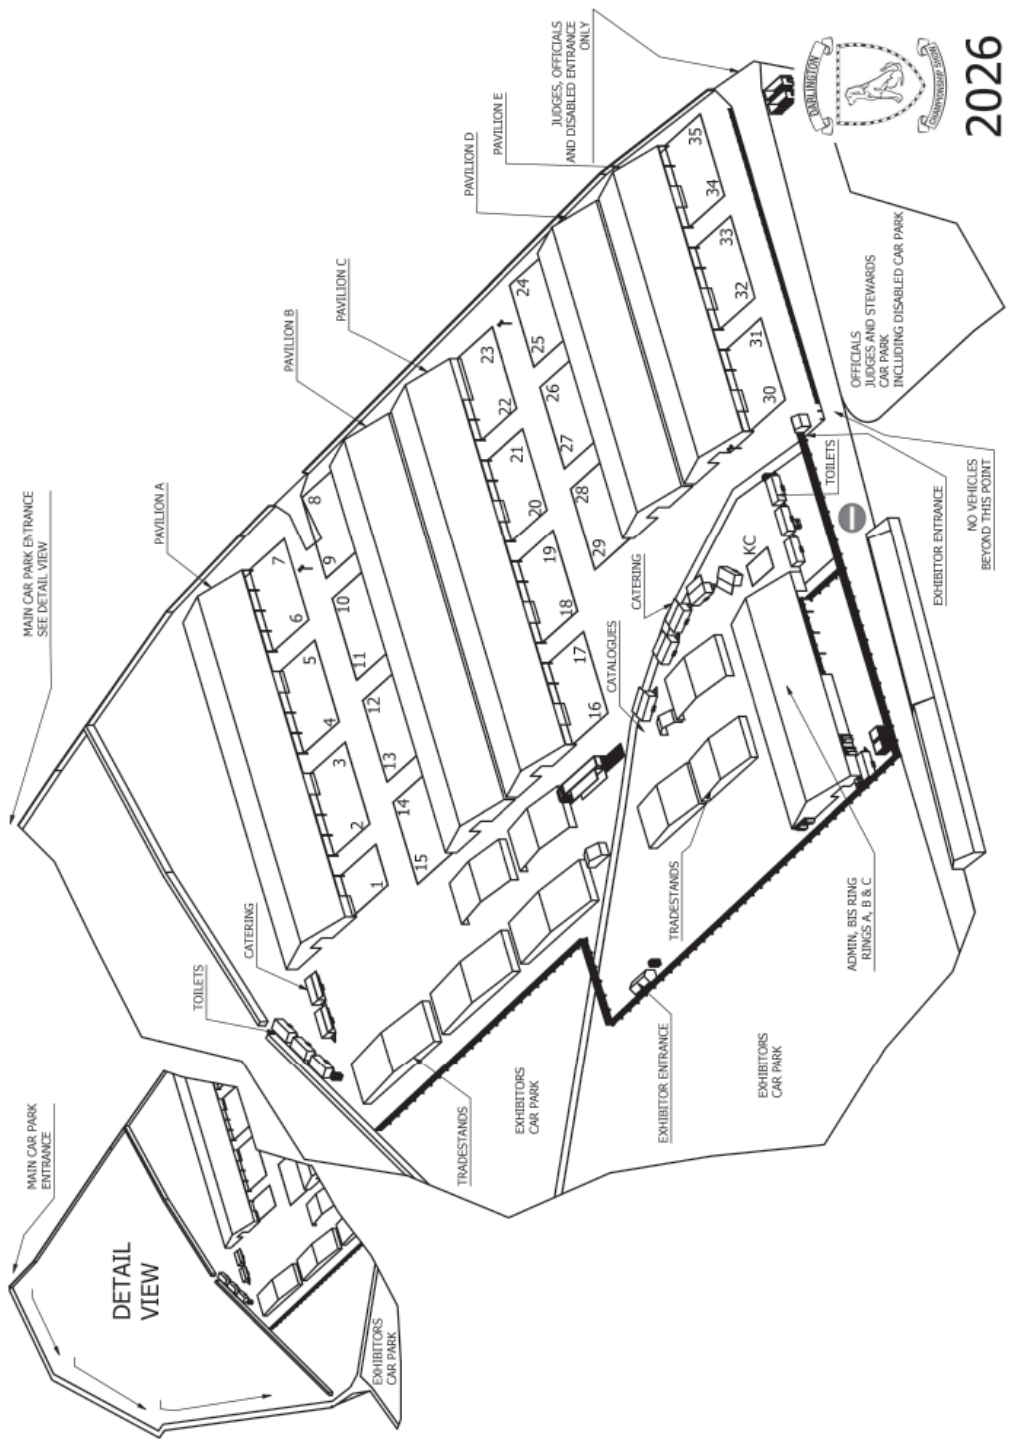 MAIN CAR PARK ENTRANCE
SEE DETAIL VIEW
PAVILION A
PAVILION B
PAVILION C
PAVILION D
PAVILION E
JUDGES, OFFICIALS
AND DISABLED ENTRANCE
ONLY
DARLINGTON
CHAMPIONSHIP SHOW
2026
1
2
3
4
5
6
7
8
9
10
11
12
13
14
15
16
17
18
19
20
21
22
23
24
25
26
27
28
29
30
31
32
33
34
35
TOILETS
CATERING
TRADESTANDS
EXHIBITORS
CAR PARK
CATALOGUES
CATERING
KC
TOILETS
OFFICIALS
JUDGES AND STEWARDS
CAR PARK
INCLUDING DISABLED CAR PARK
NO VEHICLES
BEYOND THIS POINT
EXHIBITOR ENTRANCE
TRADESTANDS
ADMIN, BIS RING
RINGS A, B & C
EXHIBITOR ENTRANCE
EXHIBITORS
CAR PARK
MAIN CAR PARK
ENTRANCE
DETAIL
VIEW
EXHIBITORS
CAR PARK